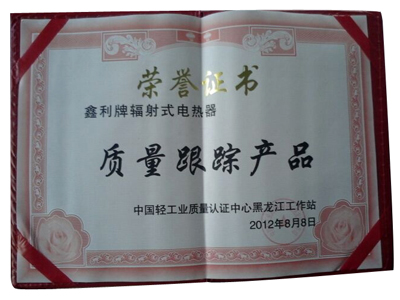 荣誉证书
鑫利牌辐射式电热器
质量跟踪产品
中国轻工业质量认证中心黑龙江工作站
2012年8月8日